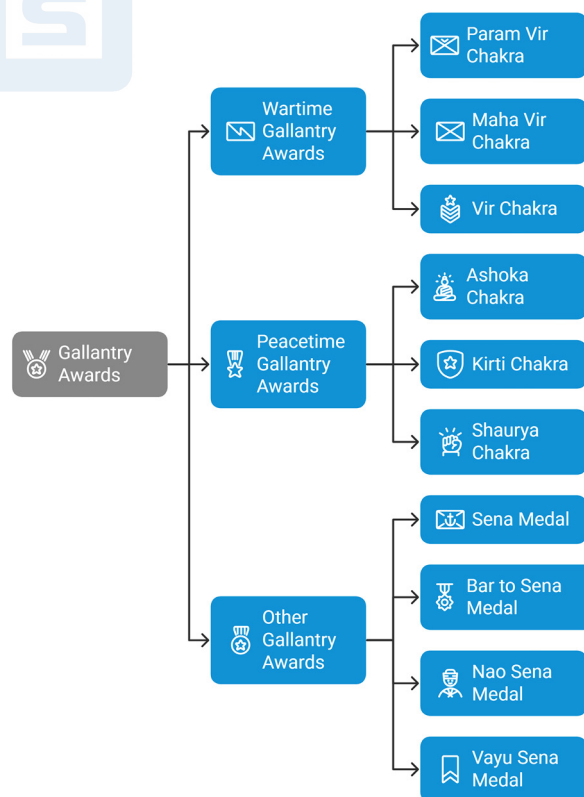 Gallantry
Awards
Wartime
Gallantry
Awards
Param Vir
Chakra
Maha Vir
Chakra
Vir Chakra
Peacetime
Gallantry
Awards
Ashoka
Chakra
Kirti Chakra
Shaurya
Chakra
Other
Gallantry
Awards
Sena Medal
Bar to Sena
Medal
Nao Sena
Medal
Vayu Sena
Medal